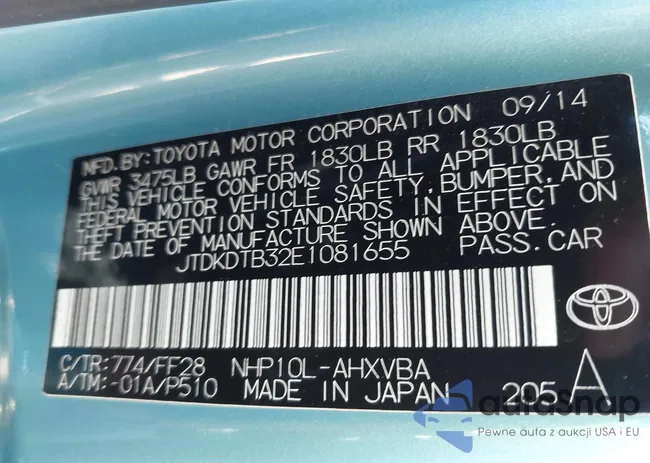 MFD.BY:TOYOTA MOTOR CORPORATION 09/14
GVWR 3475LB GAWR FR 1830LB RR 1830LB
THIS VEHICLE CONFORMS TO ALL APPLICABLE
FEDERAL MOTOR VEHICLE SAFETY, BUMPER, AND
THEFT PREVENTION STANDARDS IN EFFECT ON
THE DATE OF MANUFACTURE SHOWN ABOVE.
JTDKDTB32E1081655 PASS.CAR
C/TR:774/FF28 NHP10L-AHXVBA
A/TM:-01A/P510 MADE IN JAPAN 205 A
autoSnap
Pewne auta z aukcji USA i EU